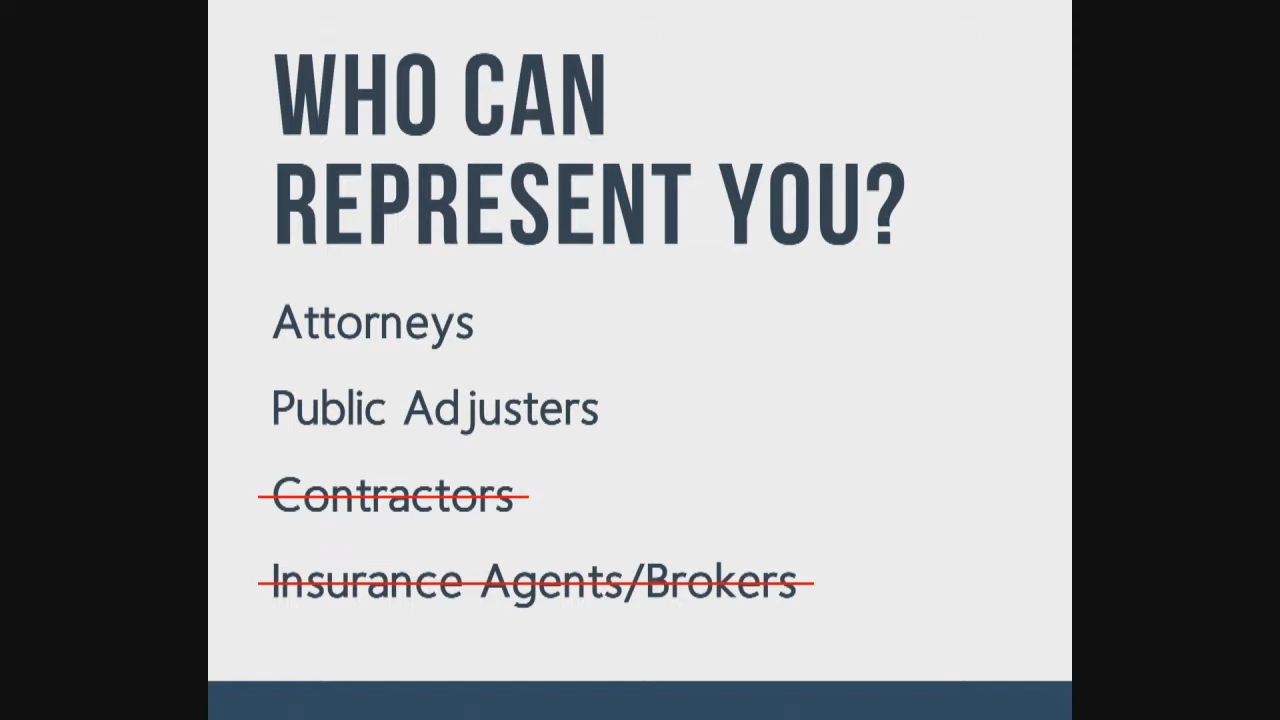 WHO CAN
REPRESENT YOU?
Attorneys
Public Adjusters
Contractors
Insurance Agents/Brokers